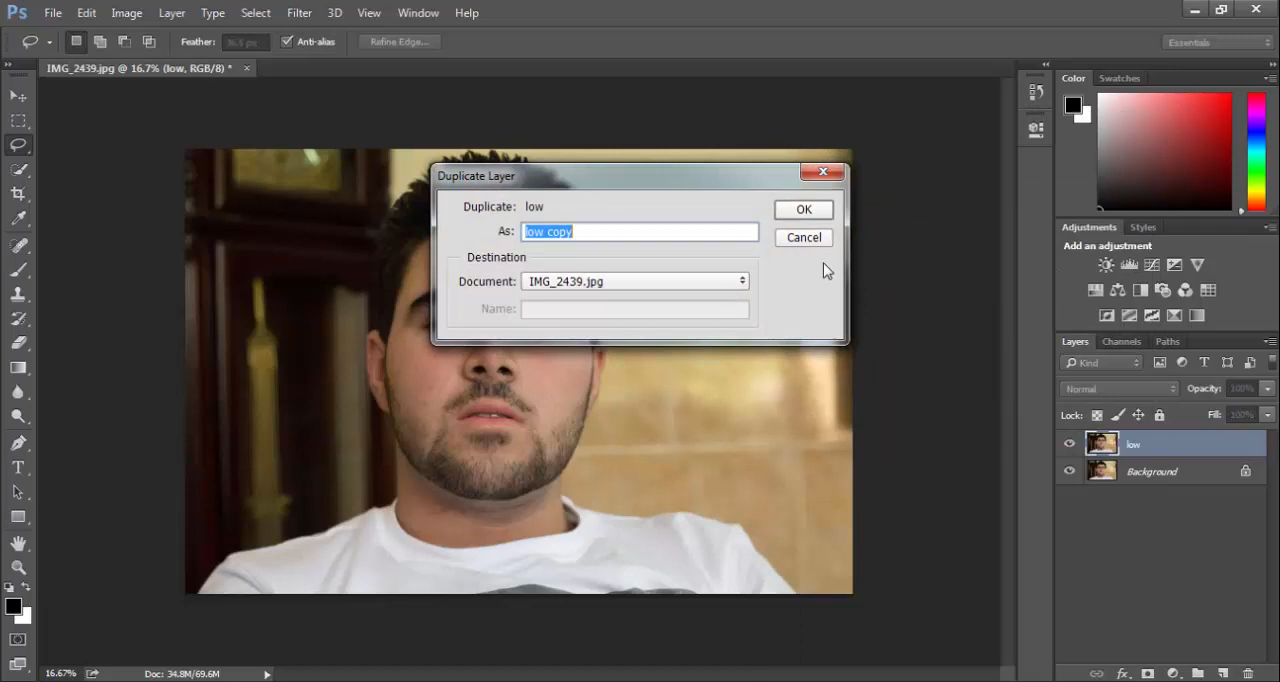 Ps File Edit Image Layer Type Select Filter 3D View Window Help
Feather: Anti-alias Refine Edge... Essentials
IMG_2439.jpg @ 16.7% (low, RGB/8) * ×
Color Swatches
Duplicate Layer
Duplicate: low OK
As: low copy
Cancel
Destination
Document: IMG_2439.jpg
Name:
Adjustments Styles
Add an adjustment
Layers Channels Paths
Kind
Normal Opacity: 100%
Lock: Fill: 100%
low
Background
16.67% Doc: 34.8M/69.6M